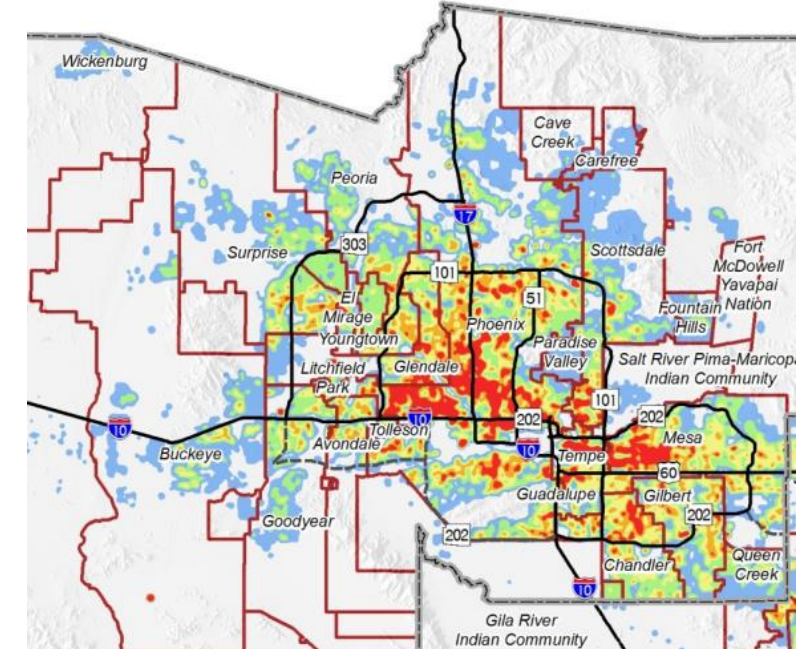 Wickenburg
Cave
Creek
Carefree
Peoria
17
303
Surprise
Scottsdale
Fort
McDowell
Yavapai
Nation
101
51
El
Mirage
Youngtown
Phoenix
Fountain
Hills
Paradise
Valley
Glendale
Litchfield
Park
Salt River Pima-Maricopa
Indian Community
101
10
10
202
202
Tolleson
Avondale
Mesa
Buckeye
10
Tempe
60
Guadalupe
Gilbert
Goodyear
202
202
Queen
Creek
Chandler
10
Gila River
Indian Community